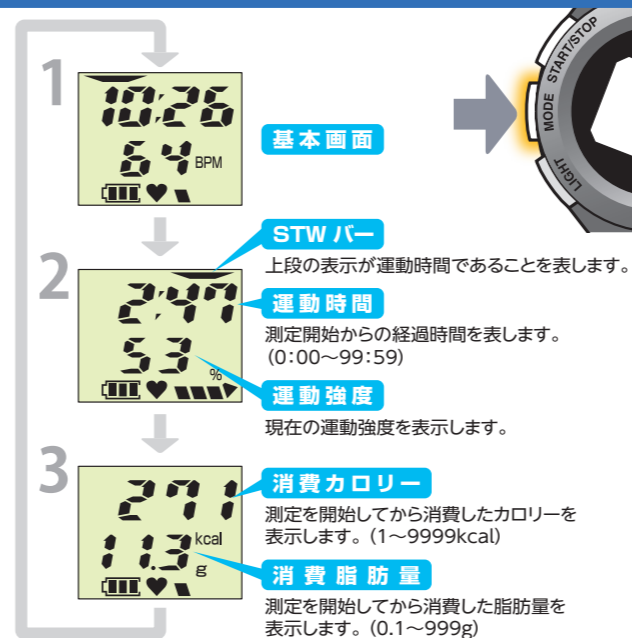 1
10:26
64 BPM
基本画面
START/STOP
MODE
LIGHT
2
2:47
53 %
STW バー
上段の表示が運動時間であることを表します。
運動時間
測定開始からの経過時間を表します。
(0:00～99:59)
運動強度
現在の運動強度を表示します。
3
271
kcal
11.3
g
消費カロリー
測定を開始してから消費したカロリーを
表示します。(1～9999kcal)
消費脂肪量
測定を開始してから消費した脂肪量を
表示します。(0.1～999g)